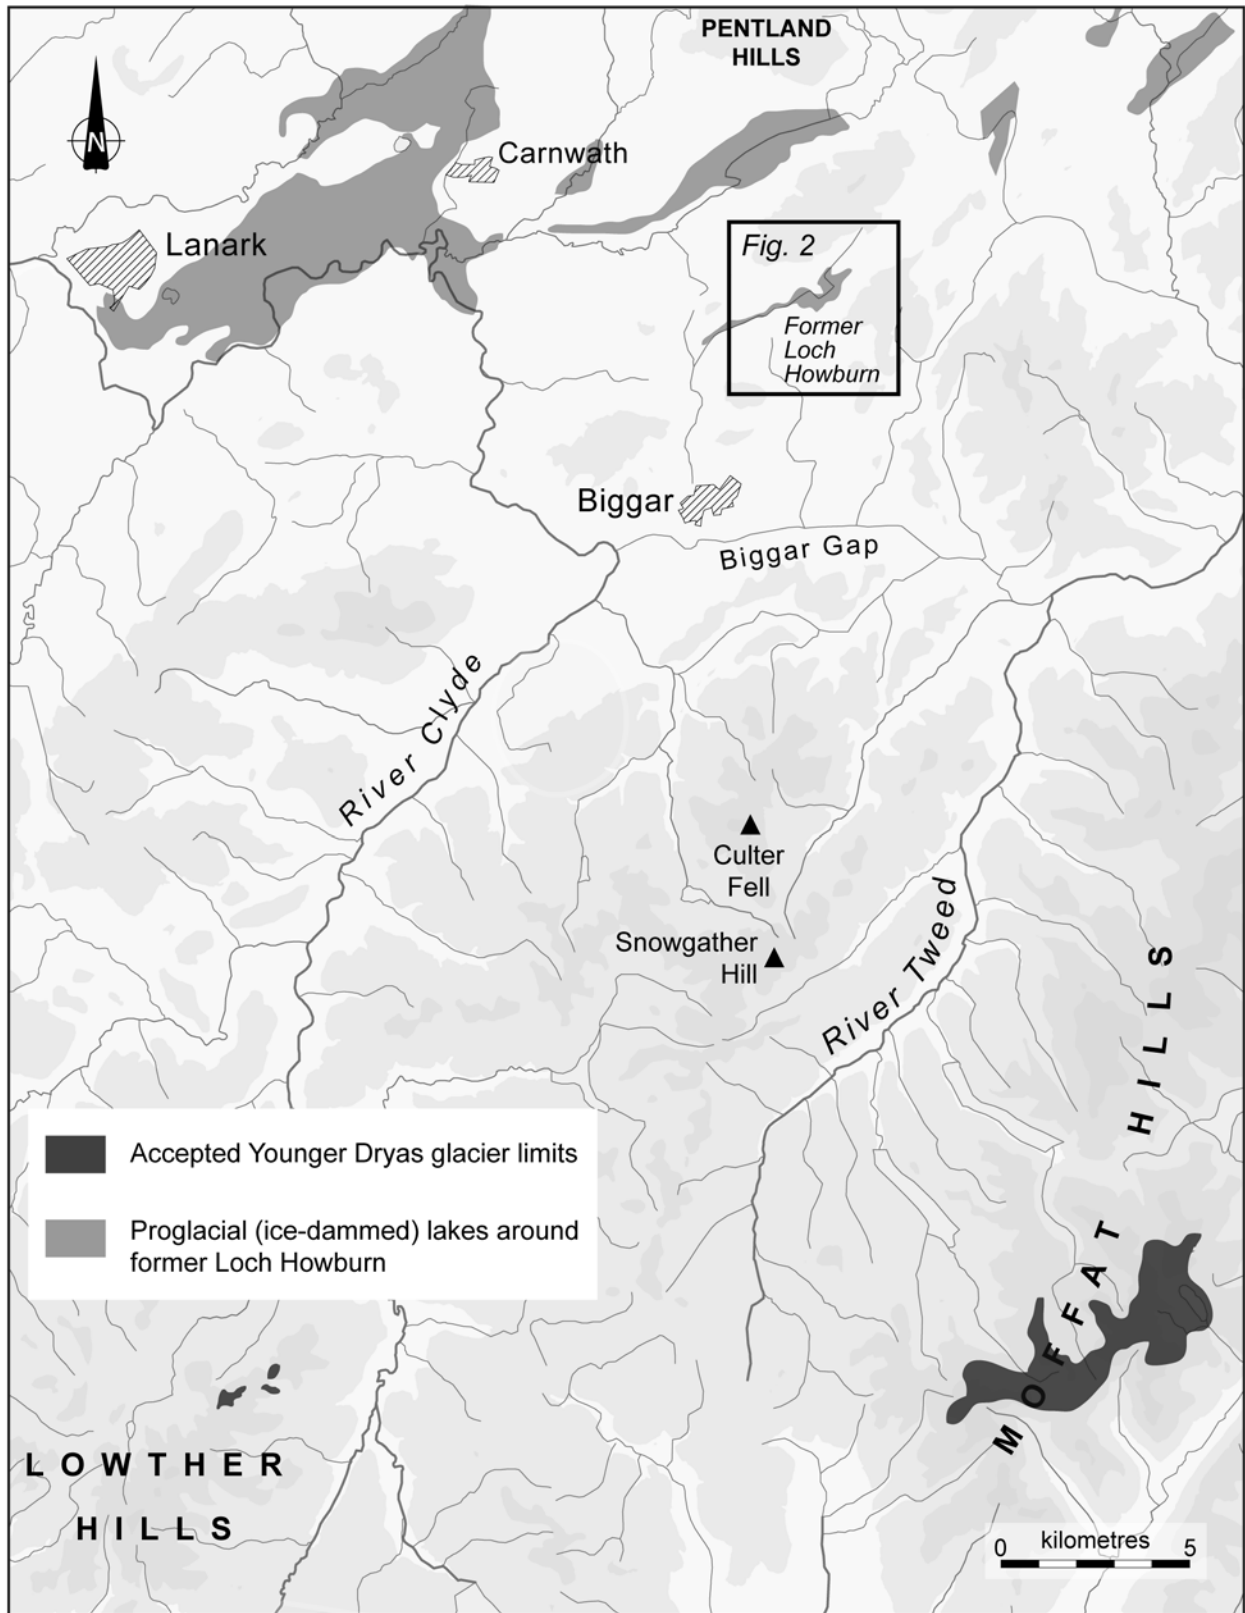 PENTLAND
HILLS
N
Carnwath
Lanark
Fig. 2
Former
Loch
Howburn
Biggar
Biggar Gap
River Clyde
Culter
Fell
Snowgather
Hill
River Tweed
MOFFAT HILLS
Accepted Younger Dryas glacier limits
Proglacial (ice-dammed) lakes around
former Loch Howburn
LOWTHER
HILLS
kilometres
0 5